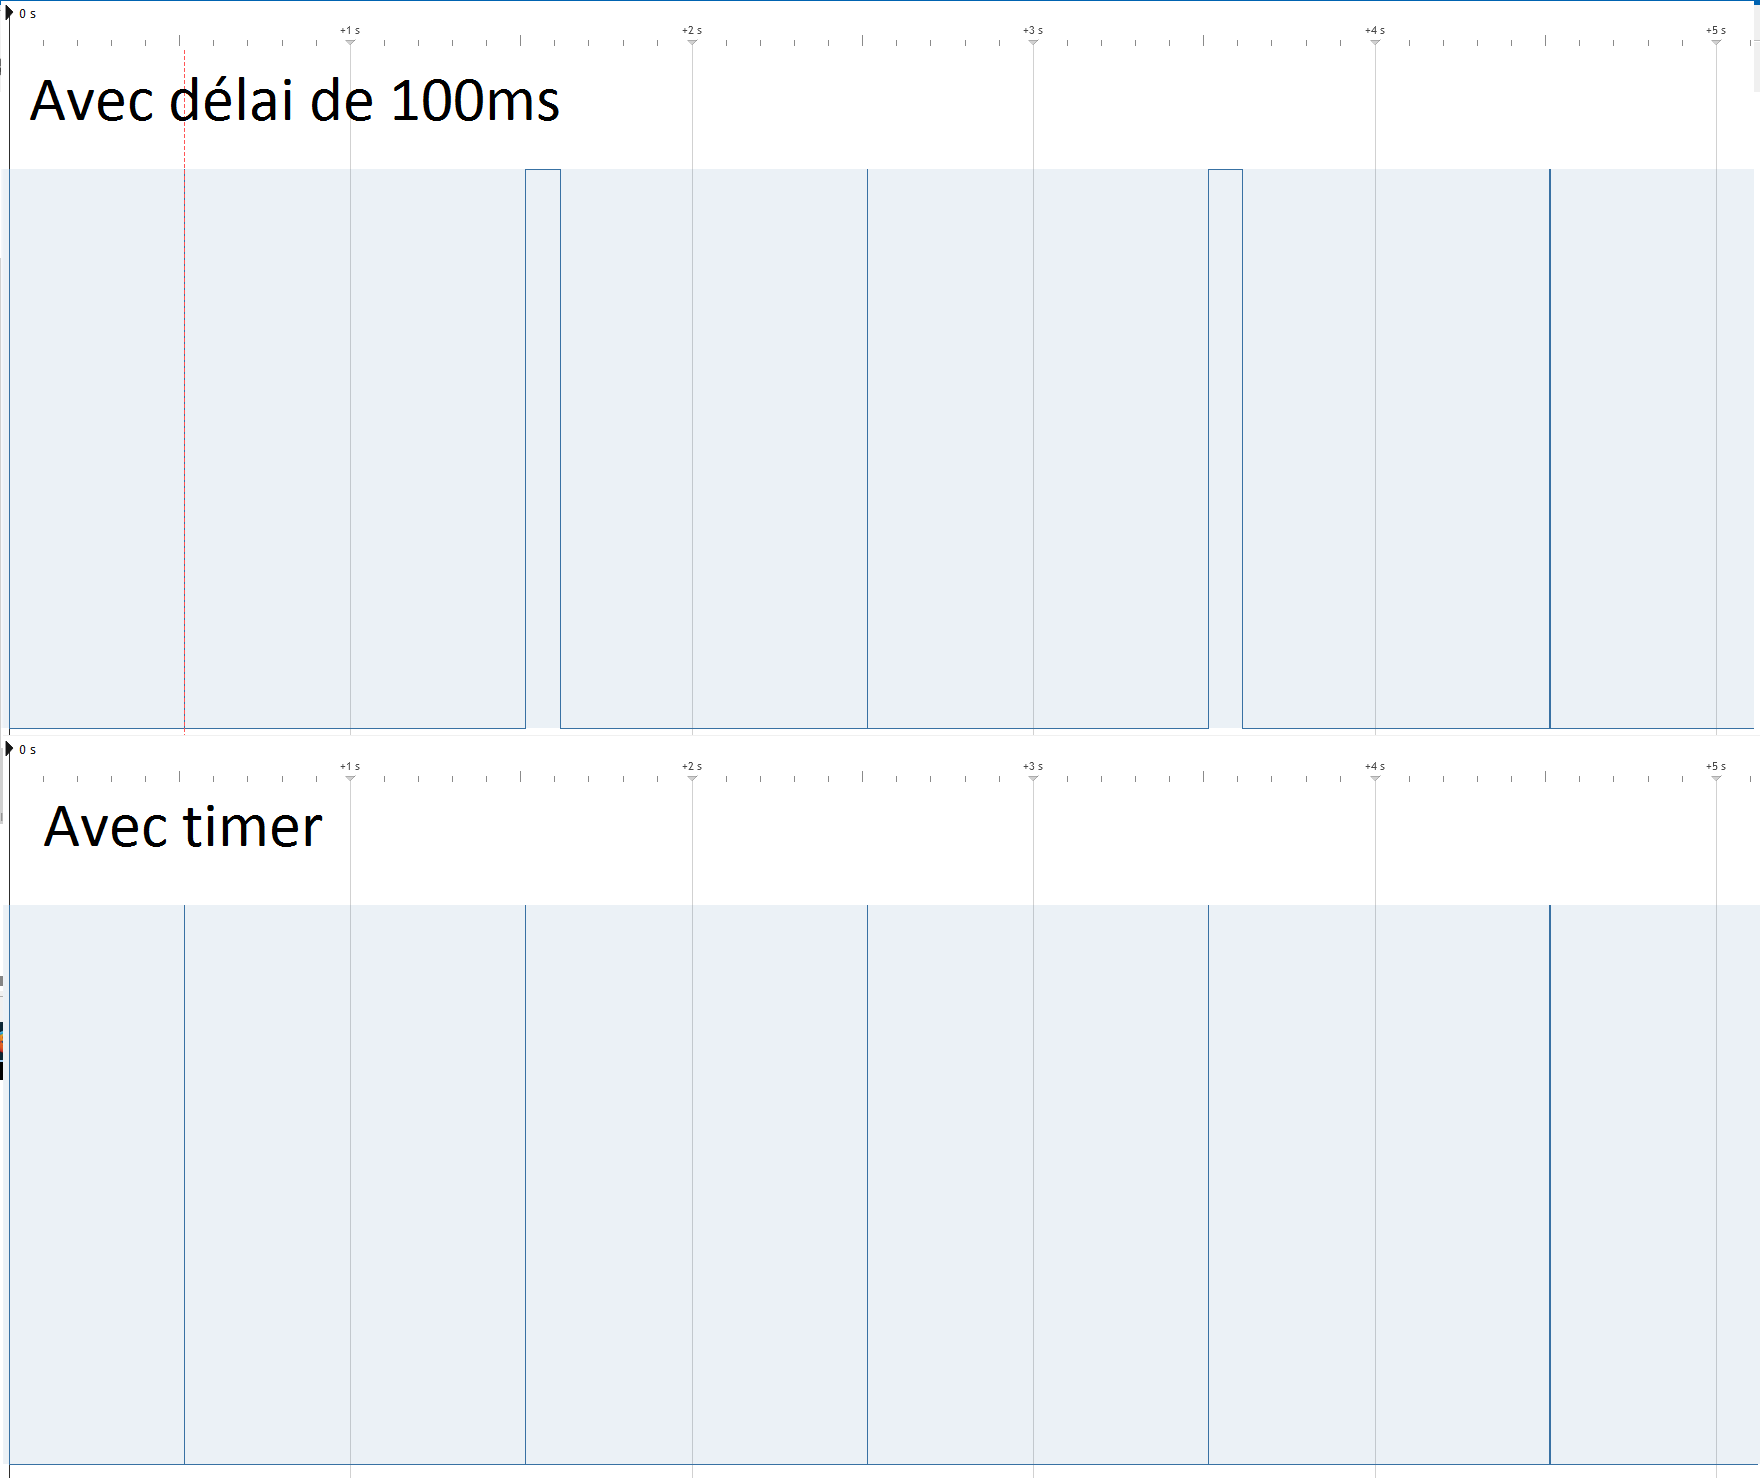 0 s
+1 s +2 s +3 s +4 s +5 s
Avec délai de 100ms
0 s
+1 s +2 s +3 s +4 s +5 s
Avec timer